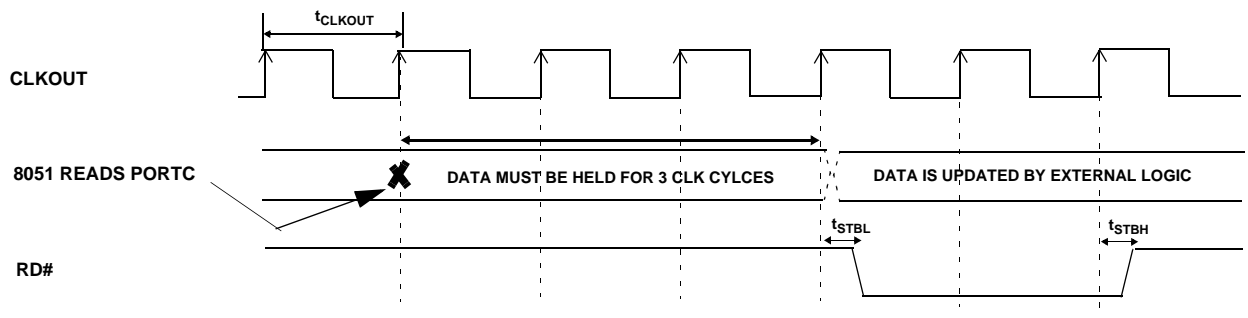 tCLKOUT
CLKOUT
8051 READS PORTC
DATA MUST BE HELD FOR 3 CLK CYLCES
DATA IS UPDATED BY EXTERNAL LOGIC
tSTBL
tSTBH
RD#